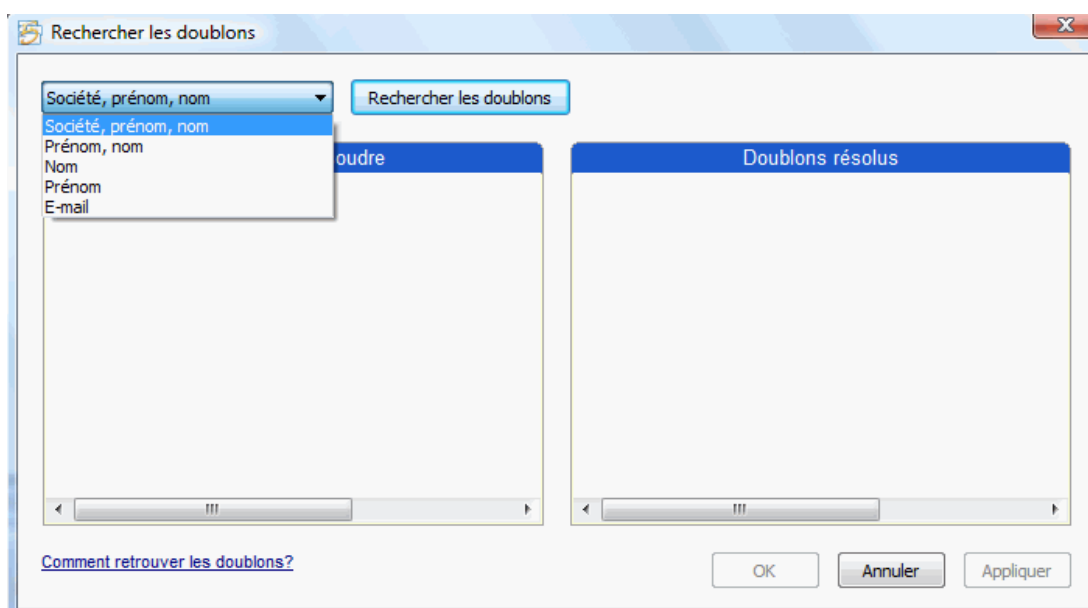 Rechercher les doublons
Société, prénom, nom
Rechercher les doublons
Société, prénom, nom
Prénom, nom
Nom
Prénom
E-mail
oudre
Doublons résolus
Comment retrouver les doublons?
OK
Annuler
Appliquer